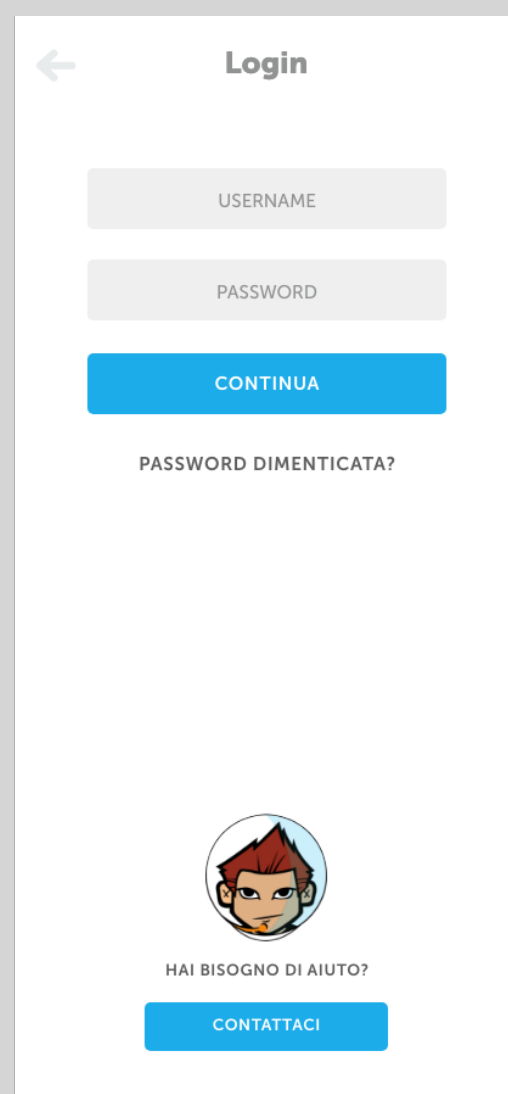 Login
USERNAME
PASSWORD
CONTINUA
PASSWORD DIMENTICATA?
HAI BISOGNO DI AIUTO?
CONTATTACI